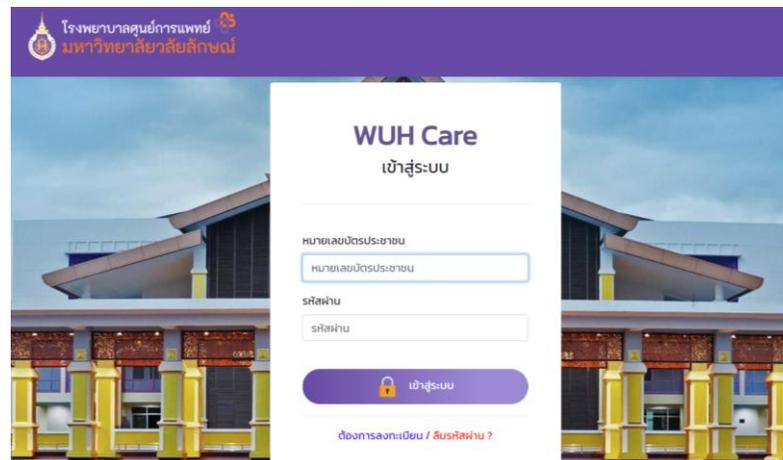 โรงพยาบาลศูนย์การแพทย์
มหาวิทยาลัยวลัยลักษณ์
WUH Care
เข้าสู่ระบบ
หมายเลขบัตรประชาชน
หมายเลขบัตรประชาชน
รหัสผ่าน
รหัสผ่าน
เข้าสู่ระบบ
ต้องการลงทะเบียน / ลืมรหัสผ่าน ?